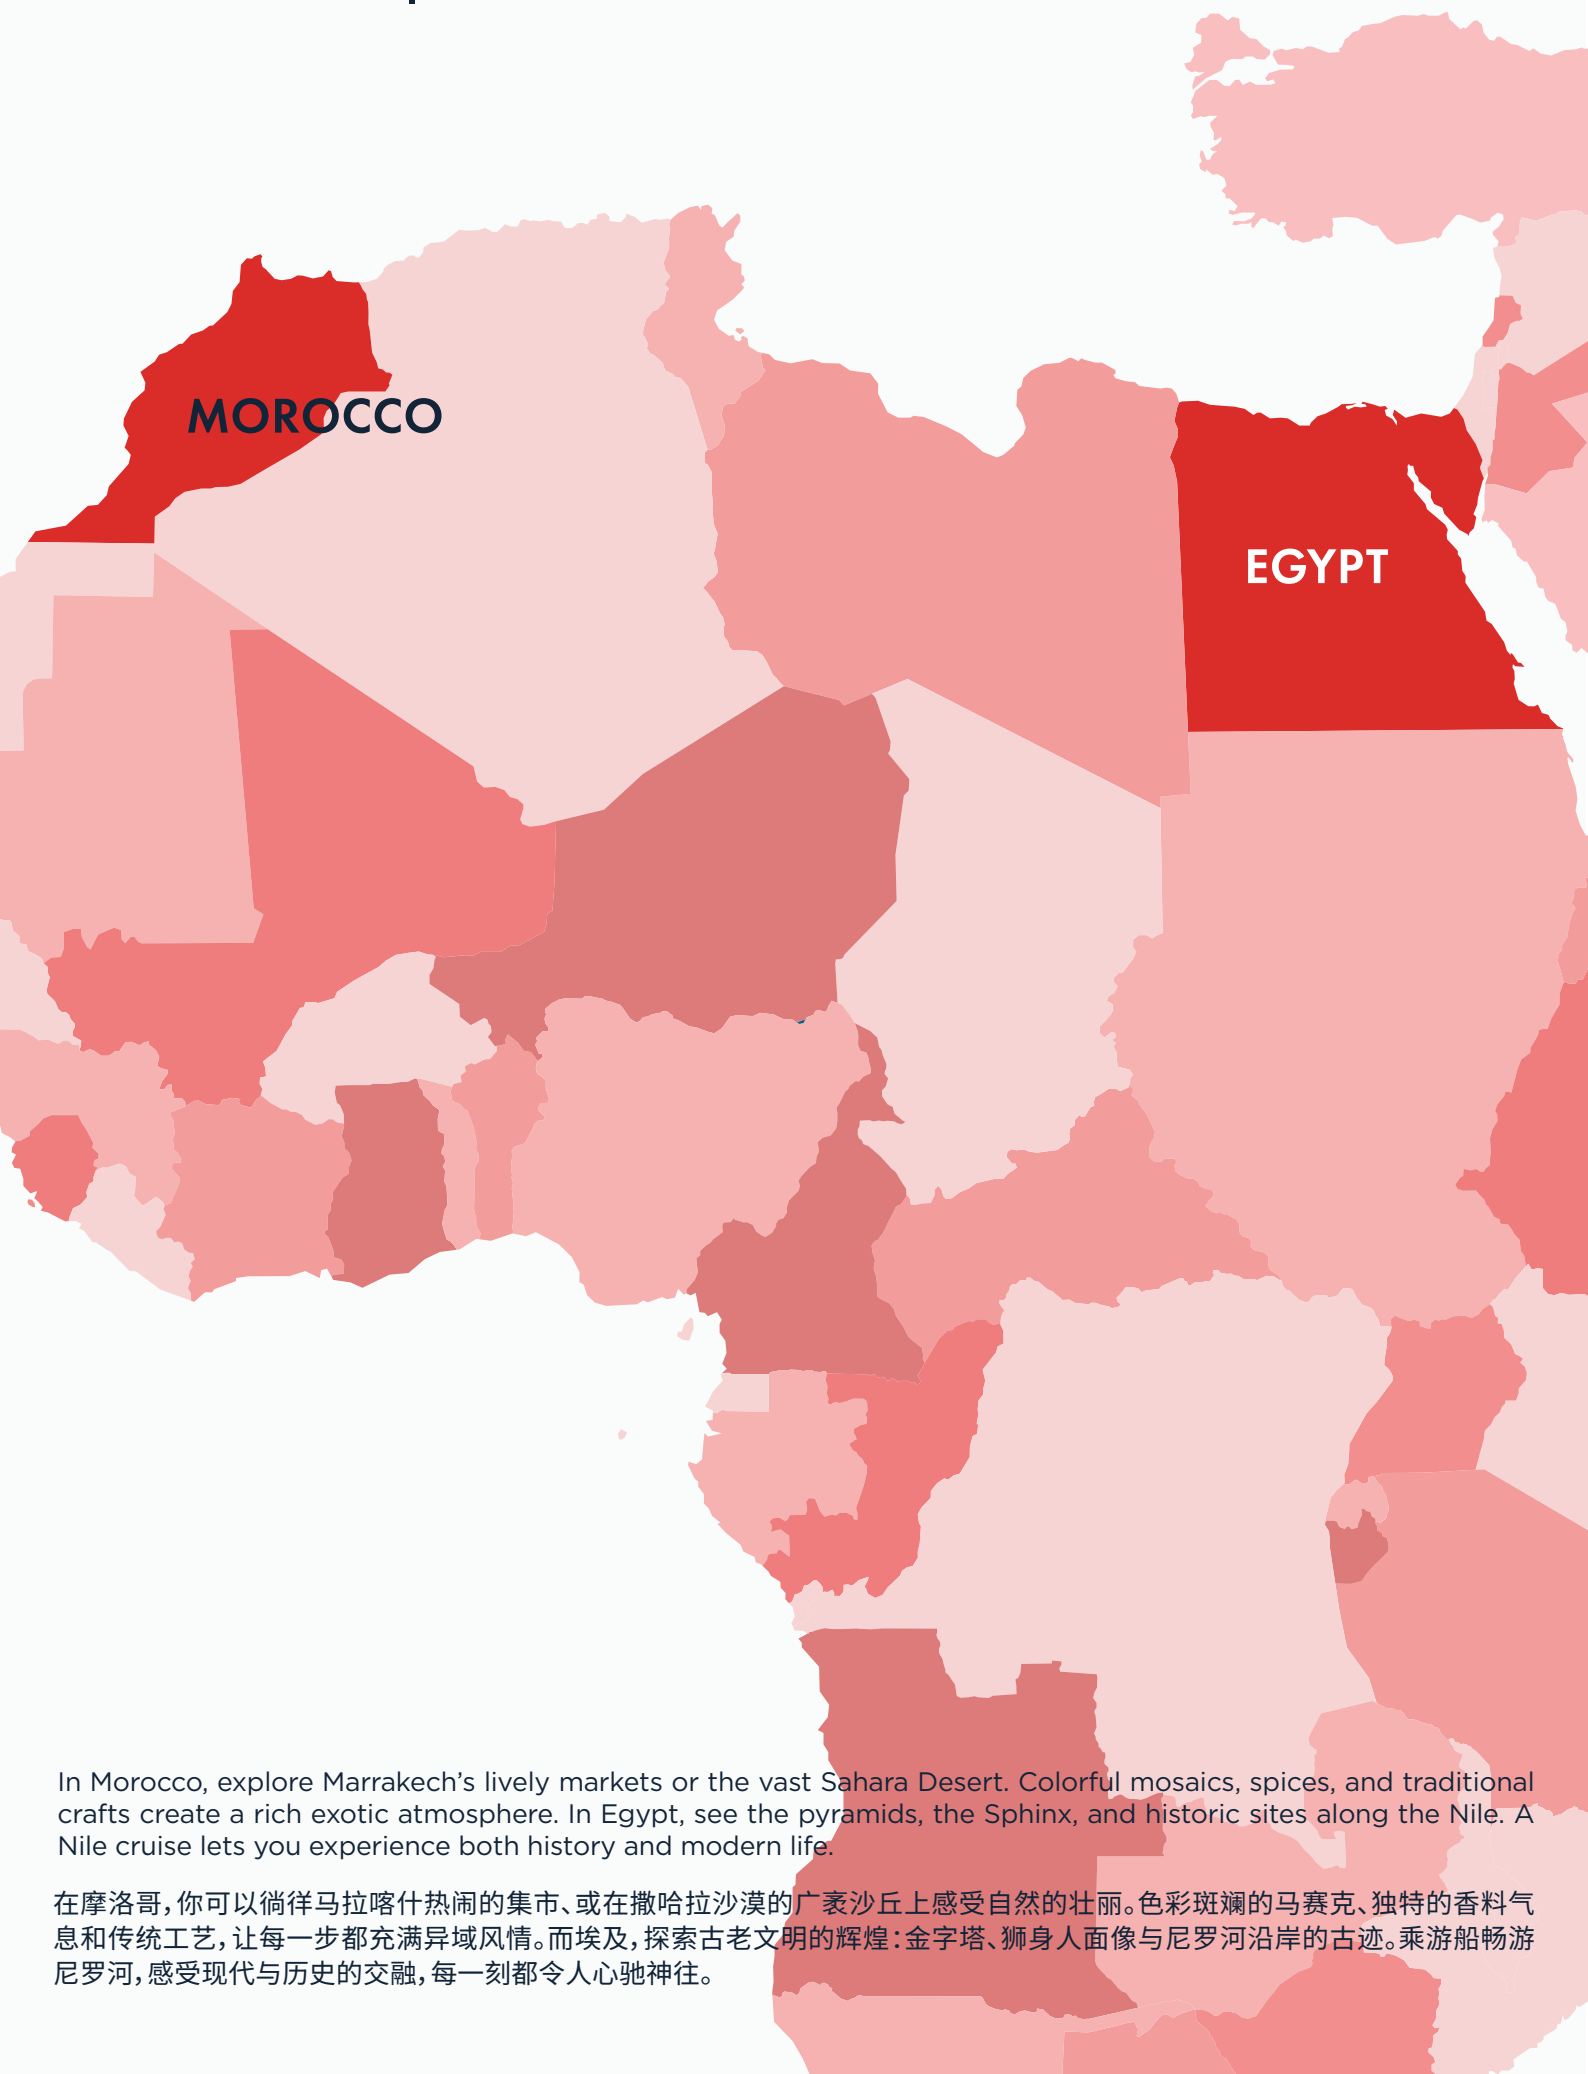 MOROCCO
EGYPT
In Morocco, explore Marrakech’s lively markets or the vast Sahara Desert. Colorful mosaics, spices, and traditional
crafts create a rich exotic atmosphere. In Egypt, see the pyramids, the Sphinx, and historic sites along the Nile. A
Nile cruise lets you experience both history and modern life.
在摩洛哥，你可以徜徉马拉喀什热闹的集市、或在撒哈拉沙漠的广袤沙丘上感受自然的壮丽。色彩斑斓的马赛克、独特的香料气
息和传统工艺，让每一步都充满异域风情。而埃及，探索古老文明的辉煌：金字塔、狮身人面像与尼罗河沿岸的古迹。乘游船畅游
尼罗河，感受现代与历史的交融，每一刻都令人心驰神往。